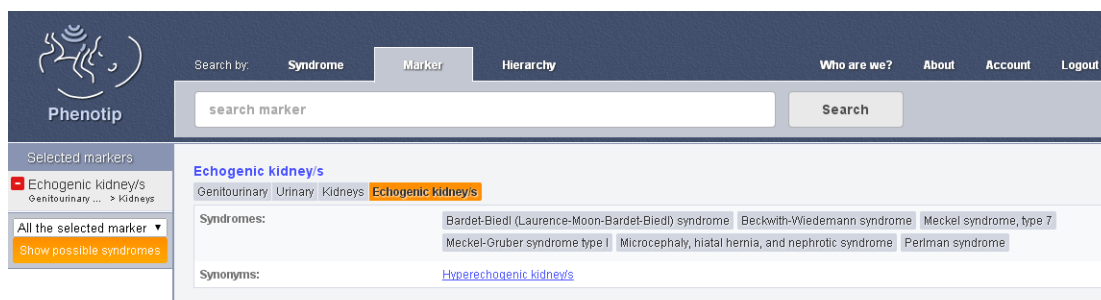 Search by: Syndrome Marker Hierarchy Who are we? About Account Logout
Phenotip
search marker Search
Selected markers
Echogenic kidney/s
Genitourinary ... > Kidneys
All the selected marker ▼
Show possible syndromes
Echogenic kidney/s
Genitourinary Urinary Kidneys Echogenic kidney/s
Syndromes: Bardet-Biedl (Laurence-Moon-Bardet-Biedl) syndrome Beckwith-Wiedemann syndrome Meckel syndrome, type 7
Meckel-Gruber syndrome type I Microcephaly, hiatal hernia, and nephrotic syndrome Perlman syndrome
Synonyms: Hyperechogenic kidney/s